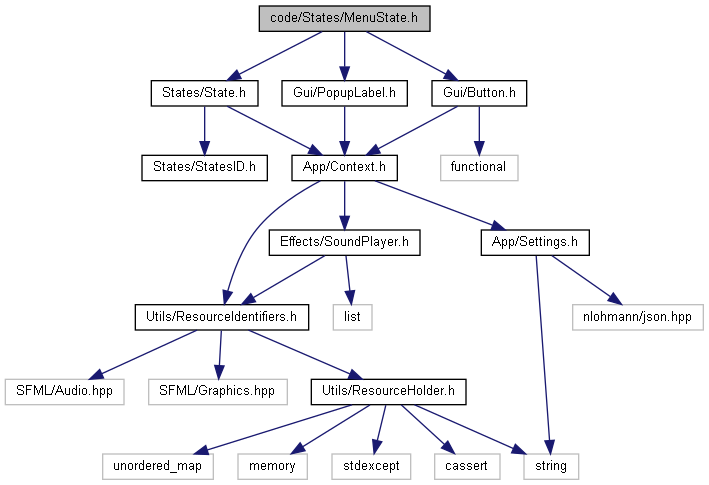 code/States/MenuState.h
States/State.h
Gui/PopupLabel.h
Gui/Button.h
States/StatesID.h
App/Context.h
functional
Effects/SoundPlayer.h
App/Settings.h
Utils/ResourceIdentifiers.h
list
nlohmann/json.hpp
SFML/Audio.hpp
SFML/Graphics.hpp
Utils/ResourceHolder.h
unordered_map
memory
stdexcept
cassert
string